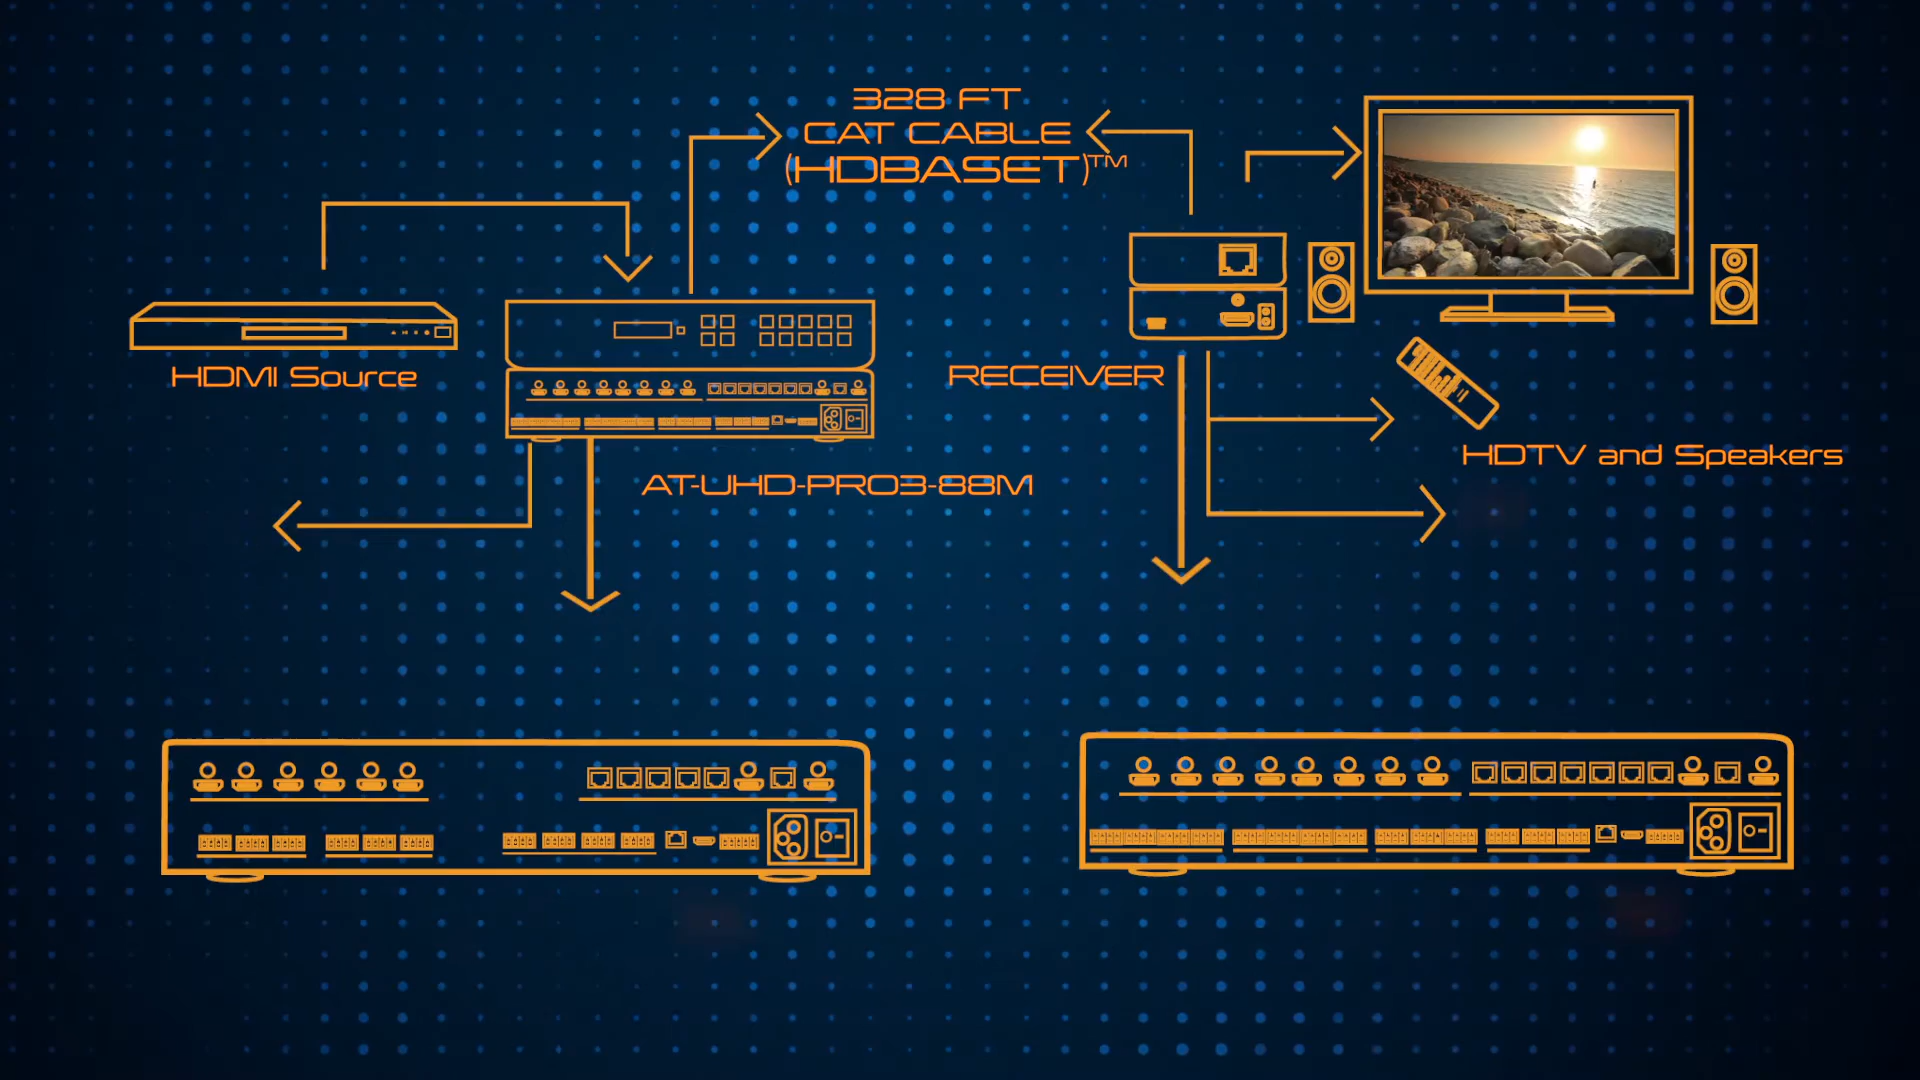 328 FT
CAT CABLE
(HDBASET)™
HDMI Source
RECEIVER
AT-UHD-PRO3-88M
HDTV and Speakers